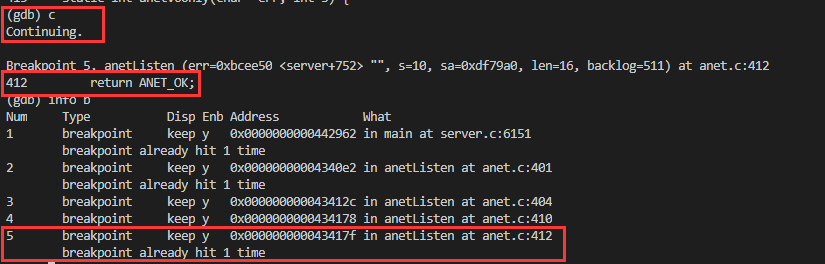 (gdb) c
Continuing.
Breakpoint 5, anetListen (err=0xbcee50 <server+752> "", s=10, sa=0xdf79a0, len=16, backlog=511) at anet.c:412
412 return ANET_OK;
(gdb) info b
Num Type Disp Enb Address What
1 breakpoint keep y 0x0000000000442962 in main at server.c:6151
breakpoint already hit 1 time
2 breakpoint keep y 0x00000000004340e2 in anetListen at anet.c:401
breakpoint already hit 1 time
3 breakpoint keep y 0x000000000043412c in anetListen at anet.c:404
4 breakpoint keep y 0x0000000000434178 in anetListen at anet.c:410
5 breakpoint keep y 0x000000000043417f in anetListen at anet.c:412
breakpoint already hit 1 time